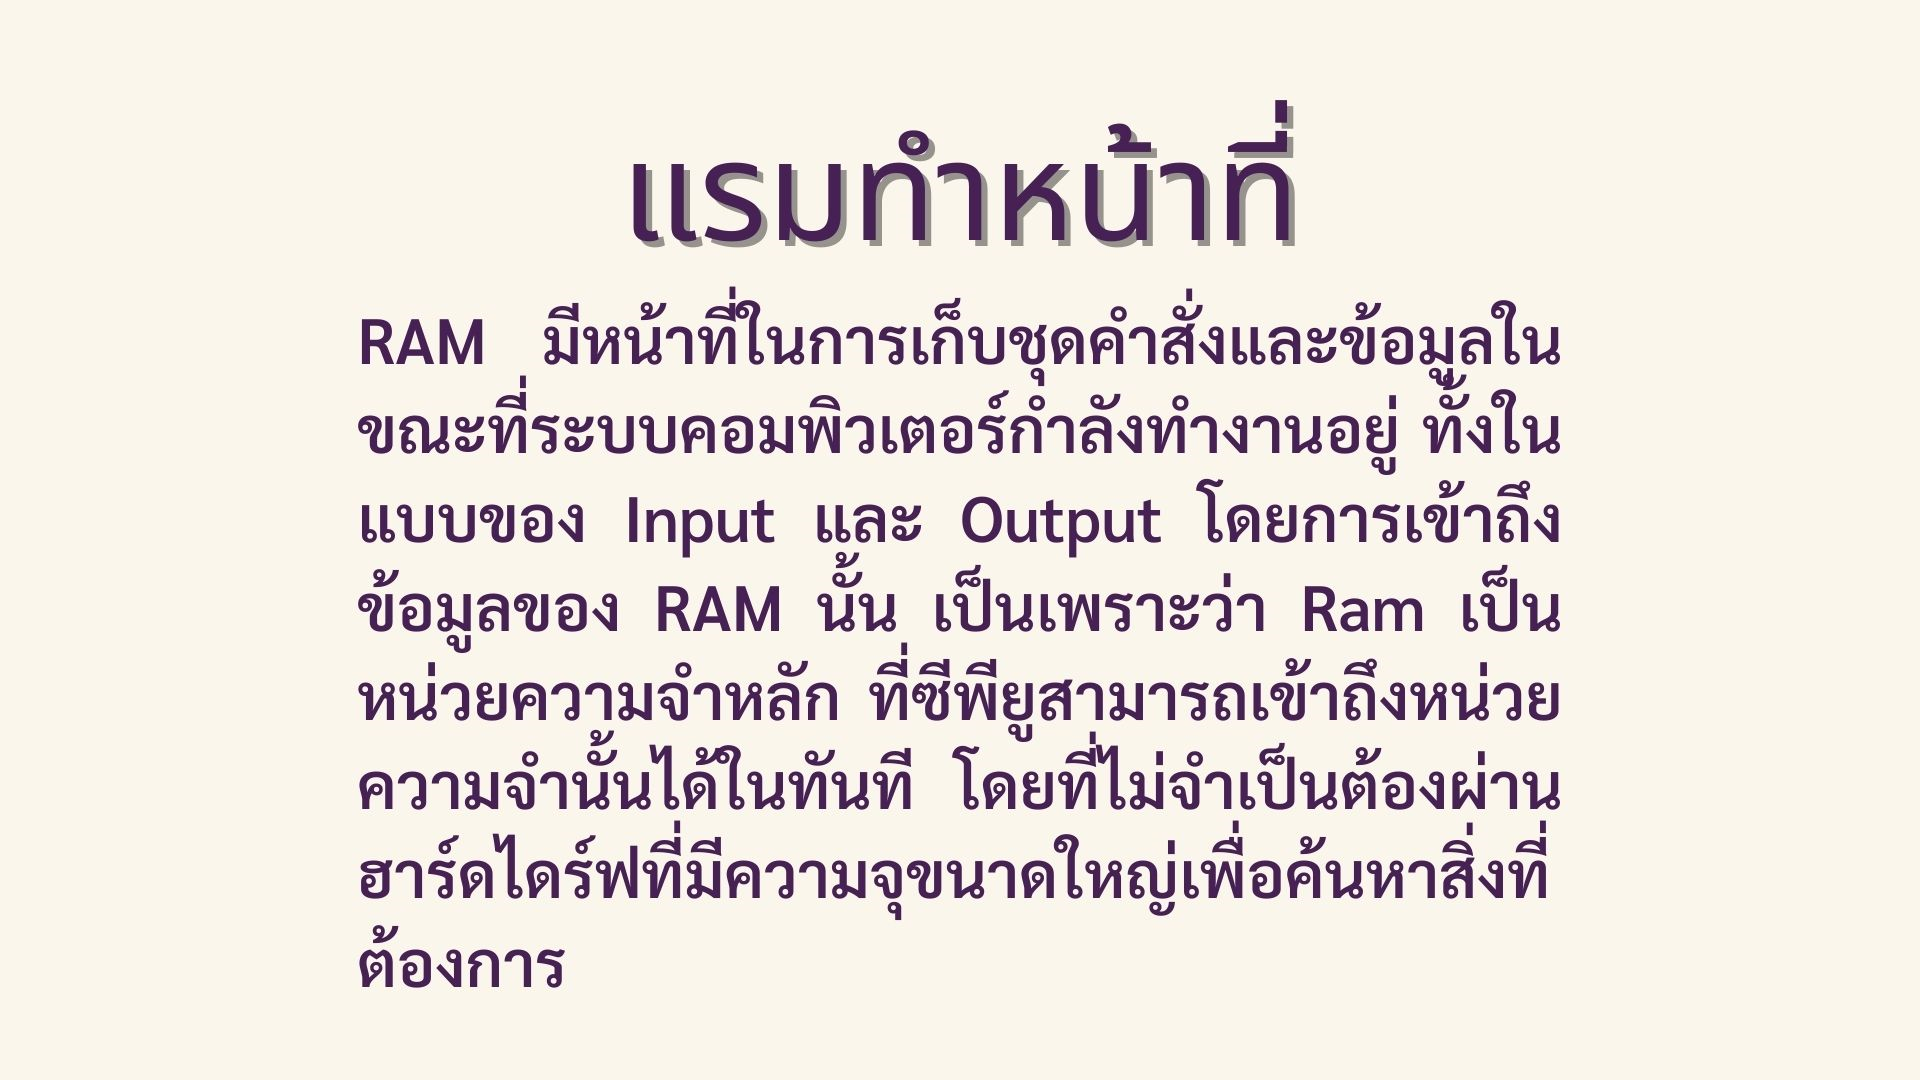 แรมทำหน้าที่
RAM มีหน้าที่ในการเก็บชุดคำสั่งและข้อมูลใน
ขณะที่ระบบคอมพิวเตอร์กำลังทำงานอยู่ ทั้งใน
แบบของ Input และ Output โดยการเข้าถึง
ข้อมูลของ RAM นั้น เป็นเพราะว่า Ram เป็น
หน่วยความจำหลัก ที่ซีพียูสามารถเข้าถึงหน่วย
ความจำนั้นได้ในทันที โดยที่ไม่จำเป็นต้องผ่าน
ฮาร์ดไดร์ฟที่มีความจุขนาดใหญ่เพื่อค้นหาสิ่งที่
ต้องการ